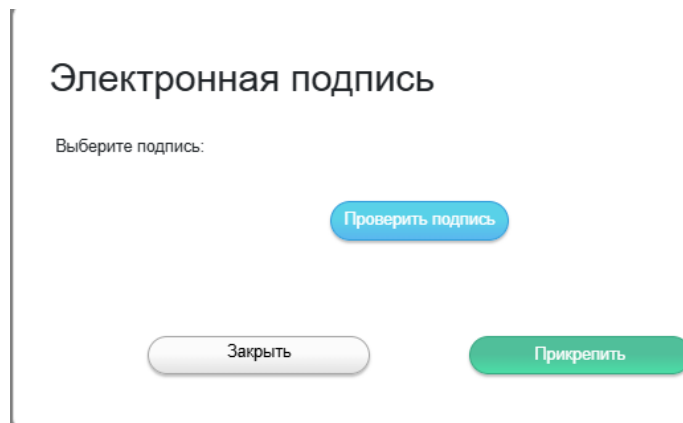 Электронная подпись
Выберите подпись:
Проверить подпись
Закрыть
Прикрепить